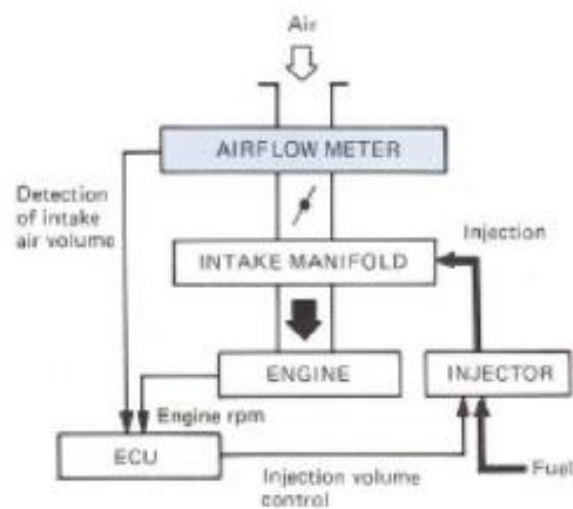 Air
AIRFLOW METER
Detection
of intake
air volume
Injection
INTAKE MANIFOLD
ENGINE
INJECTOR
Engine rpm
ECU
Injection volume
control
Fuel